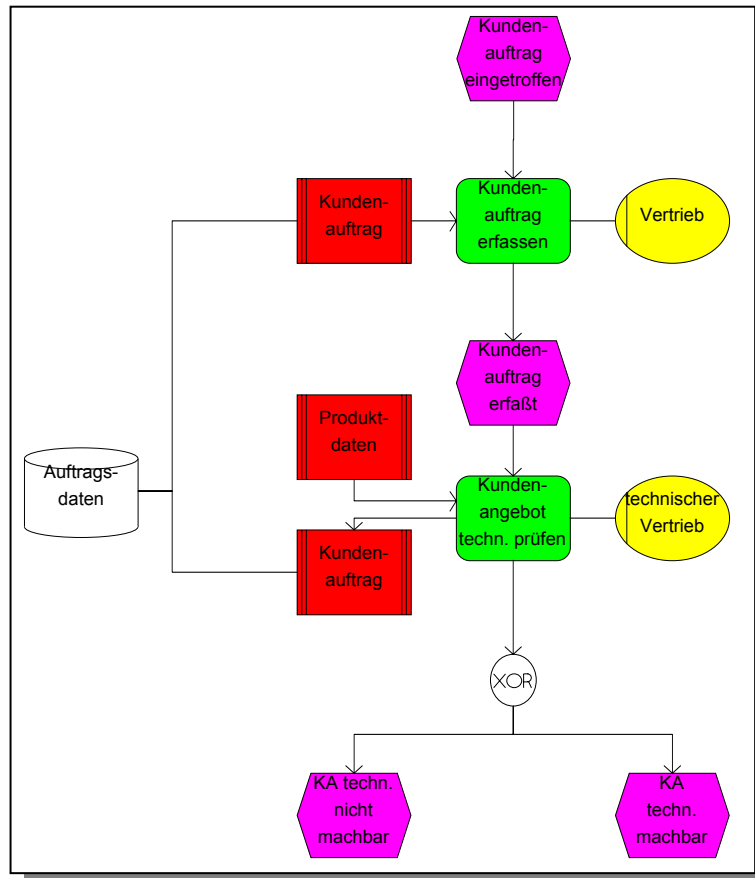 Kunden-
auftrag
eingetroffen
Kunden-
auftrag
Kunden-
auftrag
erfassen
Vertrieb
Kunden-
auftrag
erfaßt
Produkt-
daten
Auftrags-
daten
Kunden-
angebot
techn. prüfen
technischer
Vertrieb
Kunden-
auftrag
XOR
KA techn.
nicht
machbar
KA
techn.
machbar